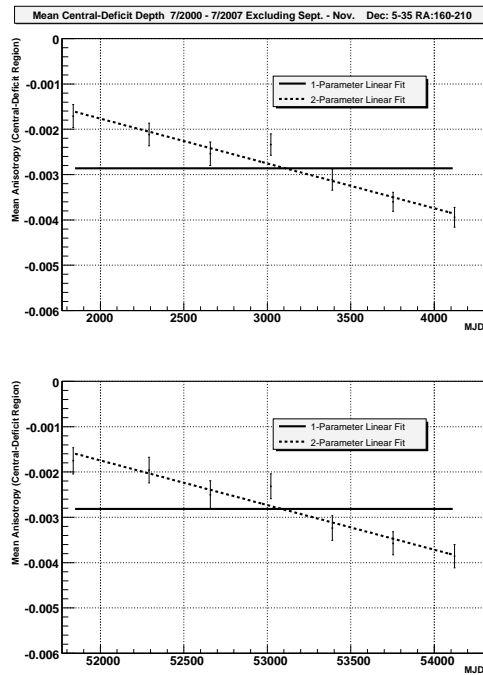 Mean Central-Deficit Depth 7/2000 - 7/2007 Excluding Sept. - Nov. Dec: 5-35 RA:160-210
Mean Anisotropy (Central-Deficit Region)
0
-0.001
-0.002
-0.003
-0.004
-0.005
-0.006
1-Parameter Linear Fit
2-Parameter Linear Fit
2000 2500 3000 3500 4000
MJD
Mean Anisotropy (Central-Deficit Region)
0
-0.001
-0.002
-0.003
-0.004
-0.005
-0.006
1-Parameter Linear Fit
2-Parameter Linear Fit
52000 52500 53000 53500 54000
MJD